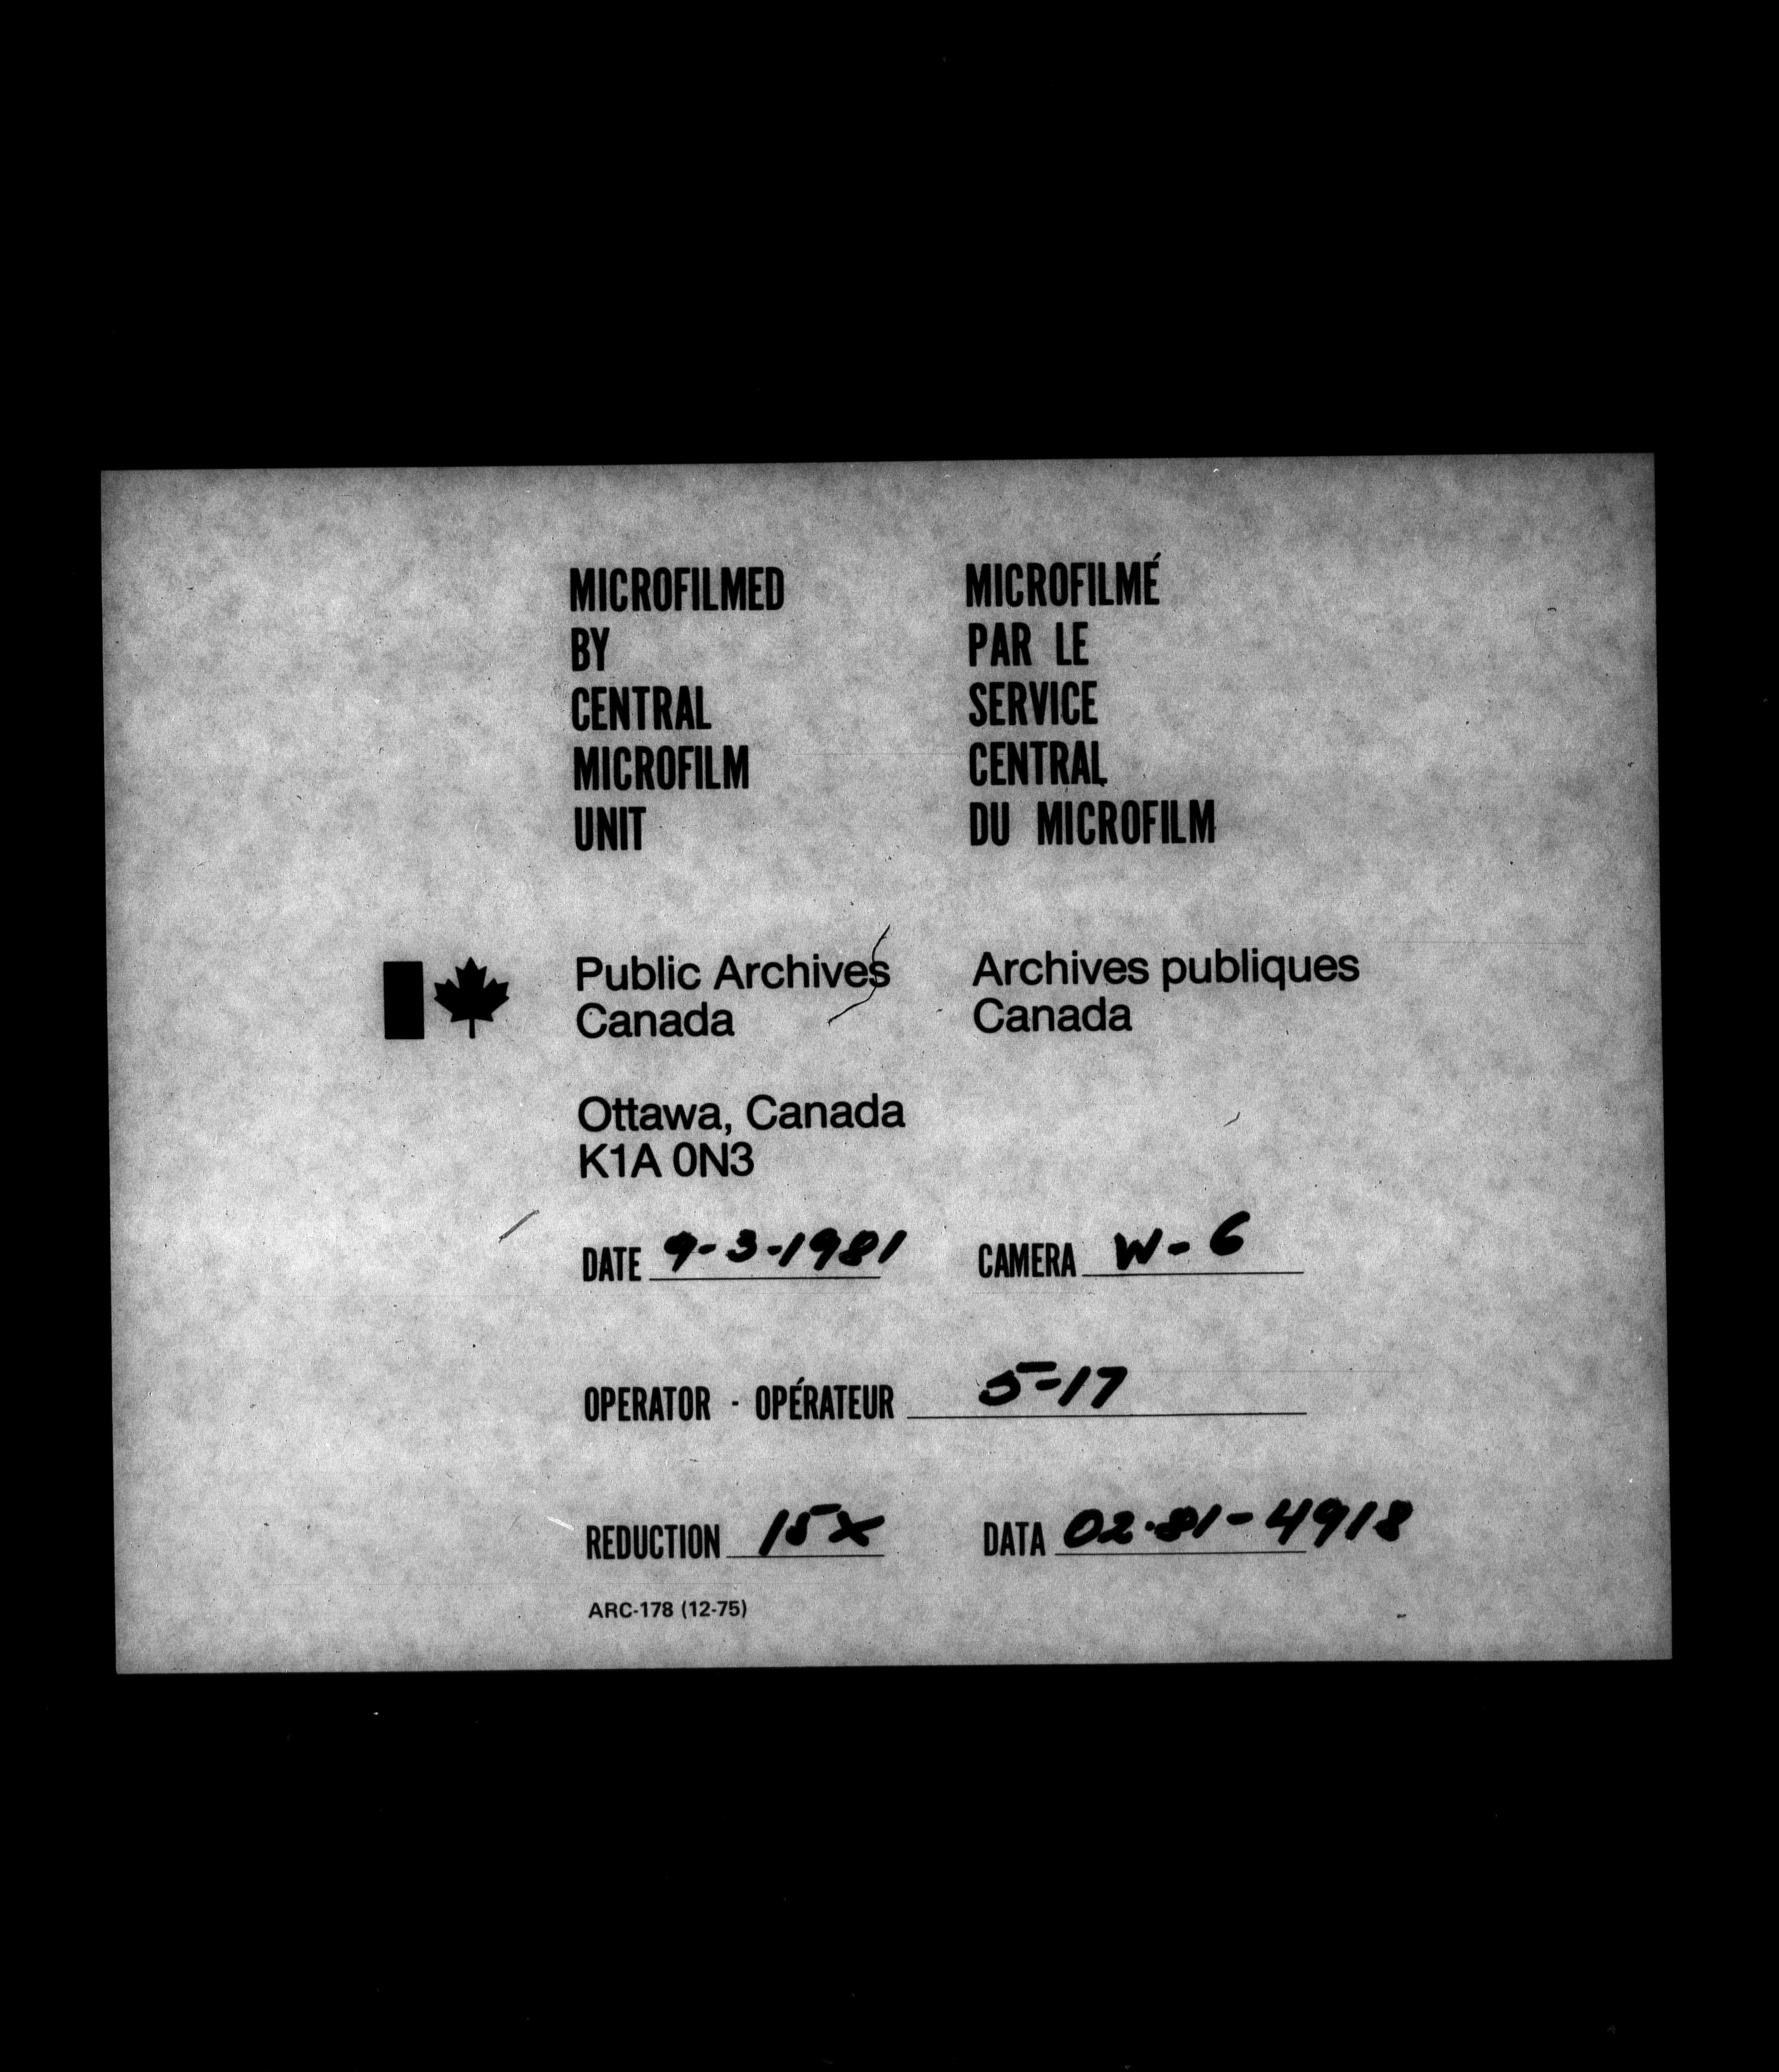 MICROFILMED
BY
CENTRAL
MICROFILM
UNIT
MICROFILMÉ
PAR LE
SERVICE
CENTRAL
DU MICROFILM
Public Archives
Canada
Archives publiques
Canada
Ottawa, Canada
K1A 0N3
DATE 9-3-1981
CAMERA W-6
OPERATOR - OPÉRATEUR 5-17
REDUCTION 15X
DATA 02-81-4918
ARC-178 (12-75)